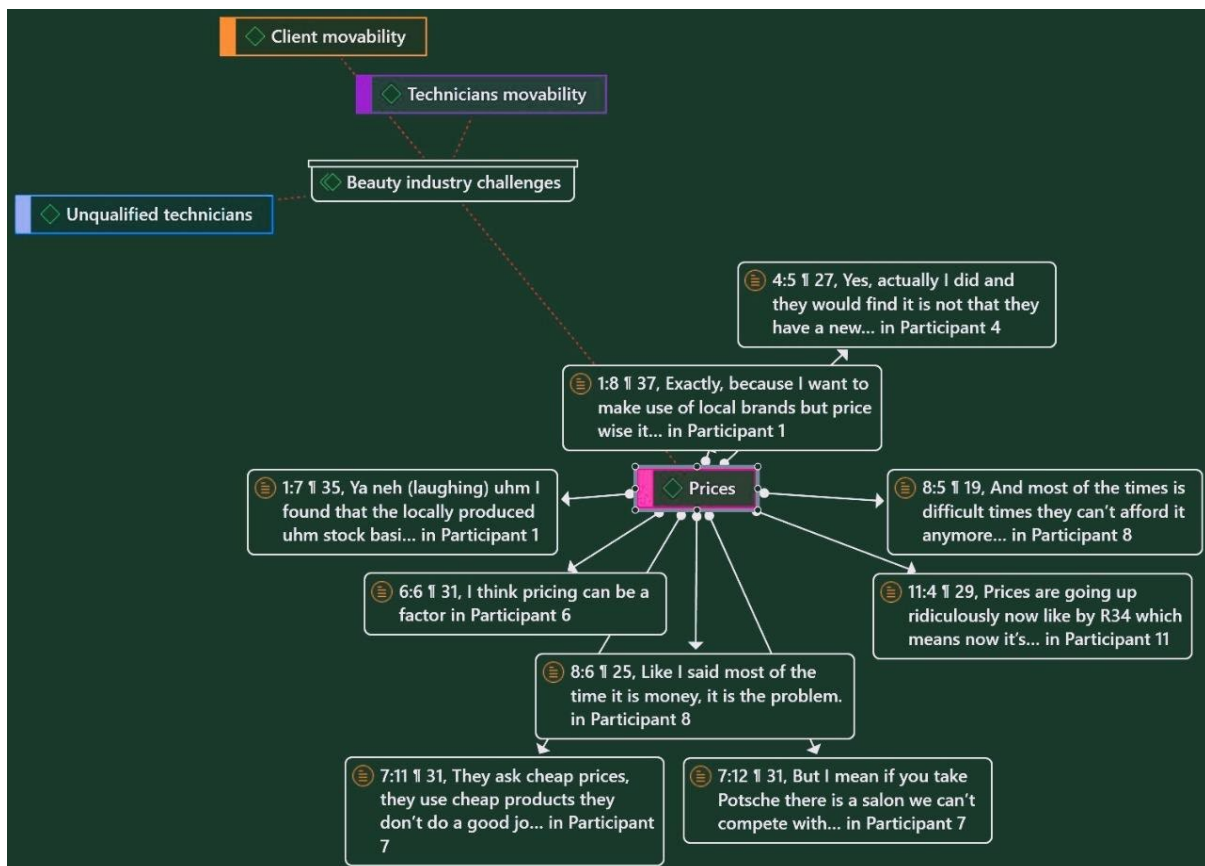 Client movability
Technicians movability
Beauty industry challenges
Unqualified technicians
4:5 ¶ 27, Yes, actually I did and
they would find it is not that they
have a new... in Participant 4
1:8 ¶ 37, Exactly, because I want to
make use of local brands but price
wise it... in Participant 1
Prices
1:7 ¶ 35, Ya neh (laughing) uhm I
found that the locally produced
uhm stock basi... in Participant 1
8:5 ¶ 19, And most of the times is
difficult times they can't afford it
anymore... in Participant 8
6:6 ¶ 31, I think pricing can be a
factor in Participant 6
11:4 ¶ 29, Prices are going up
ridiculously now like by R34 which
means now it's... in Participant 11
8:6 ¶ 25, Like I said most of the
time it is money, it is the problem.
in Participant 8
7:11 ¶ 31, They ask cheap prices,
they use cheap products they
don't do a good jo... in Participant
7
7:12 ¶ 31, But I mean if you take
Potsche there is a salon we can't
compete with... in Participant 7